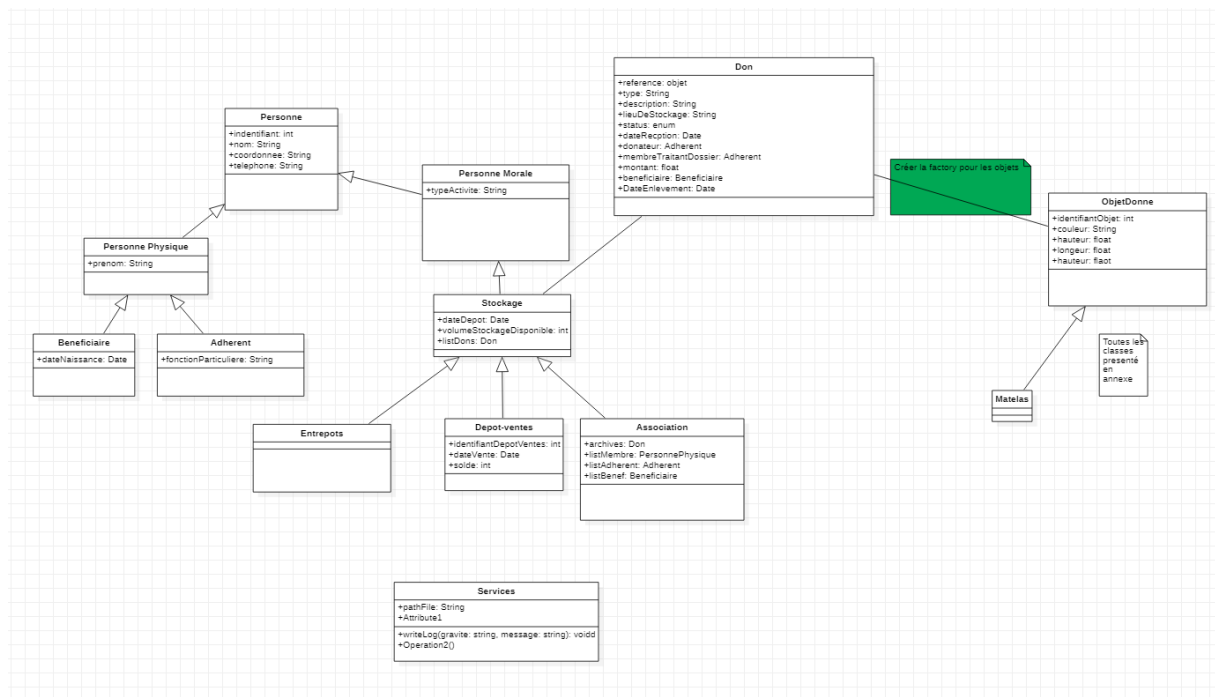 Don
+reference: objet
+type: String
+description: String
+lieuDeStockage: String
+status: enum
+dateRecption: Date
+donateur: Adherent
+membreTraitantDossier: Adherent
+montant: float
+beneficiaire: Beneficiaire
+DateEnlevement: Date
Personne
+indentifiant: int
+nom: String
+coordonnee: String
+telephone: String
Personne Morale
+typeActivite: String
Créer la factory pour les objets
ObjetDonne
+identifiantObjet: int
+couleur: String
+hauteur: float
+longeur: float
+hauteur: flaot
Personne Physique
+prenom: String
Stockage
+dateDepot: Date
+volumeStockageDisponible: int
+listDons: Don
Beneficiaire
+dateNaissance: Date
Adherent
+fonctionParticuliere: String
Toutes les
classes
presenté
en
annexe
Matelas
Entrepots
Depot-ventes
+identifiantDepotVentes: int
+dateVente: Date
+solde: int
Association
+archives: Don
+listMembre: PersonnePhysique
+listAdherent: Adherent
+listBenef: Beneficiaire
Services
+pathFile: String
+Attribute1
+writeLog(gravite: string, message: string): voidd
+Operation2()